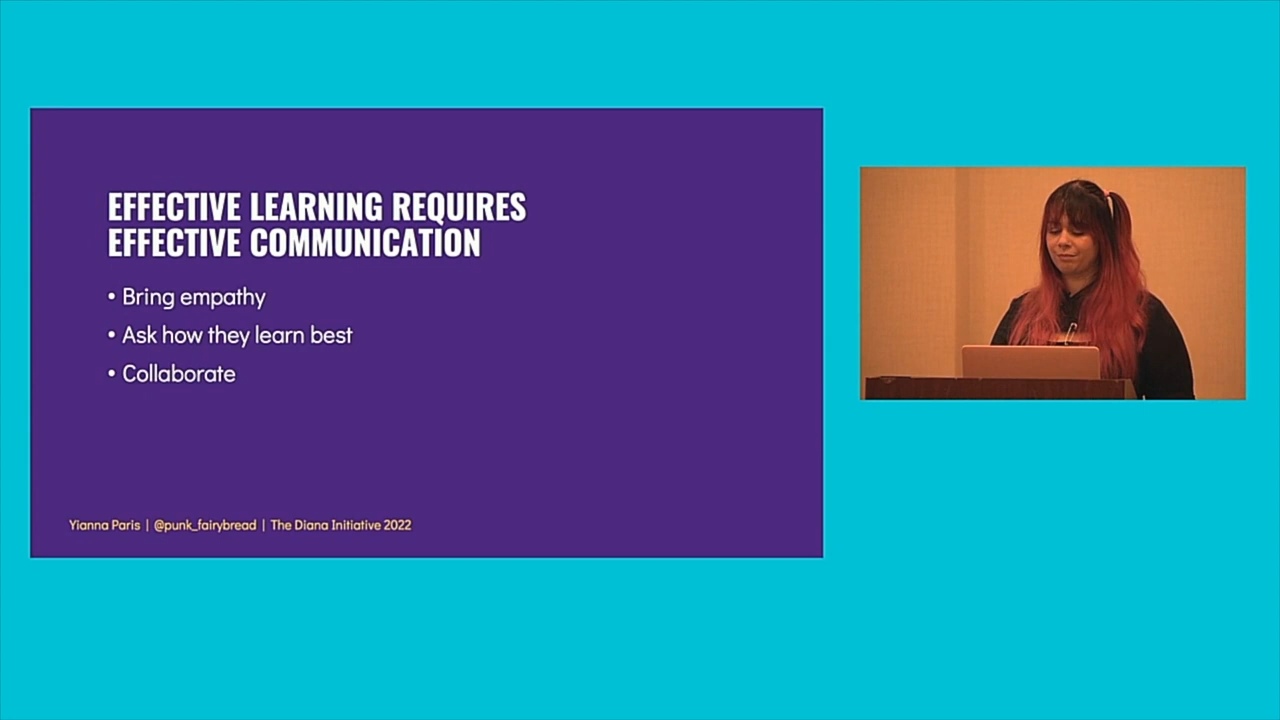 EFFECTIVE LEARNING REQUIRES
EFFECTIVE COMMUNICATION
• Bring empathy
• Ask how they learn best
• Collaborate
Yianna Paris | @punk_fairybread | The Diana Initiative 2022